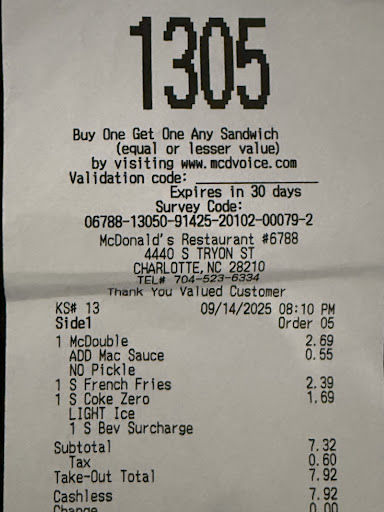 1305
Buy One Get One Any Sandwich
(equal or lesser value)
by visiting www.mcdvoice.com
Validation code: ________________
Expires in 30 days
Survey Code:
06788-13050-91425-20102-00079-2
McDonald's Restaurant #6788
4440 S TRYON ST
CHARLOTTE, NC 28210
TEL# 704-523-6334
Thank You Valued Customer
KS# 13 09/14/2025 08:10 PM
Side1 Order 05
1 McDouble 2.69
ADD Mac Sauce 0.55
NO Pickle
1 S French Fries 2.39
1 S Coke Zero 1.69
LIGHT Ice
1 S Bev Surcharge
Subtotal 7.32
Tax 0.60
Take-Out Total 7.92
Cashless 7.92
Change 0.00